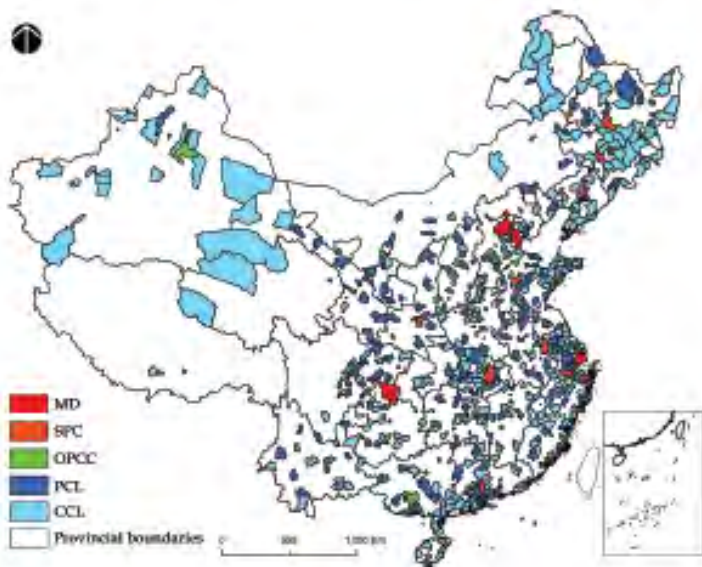 MD
SPC
OPCC
PCL
CCL
Provincial boundaries
0 500 1,000 km